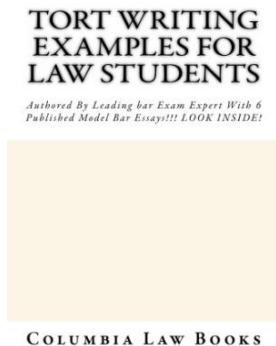 TORT WRITING
EXAMPLES FOR
LAW STUDENTS
Authored By Leading bar Exam Expert With 6
Published Model Bar Essays!!! LOOK INSIDE!
COLUMBIA LAW BOOKS